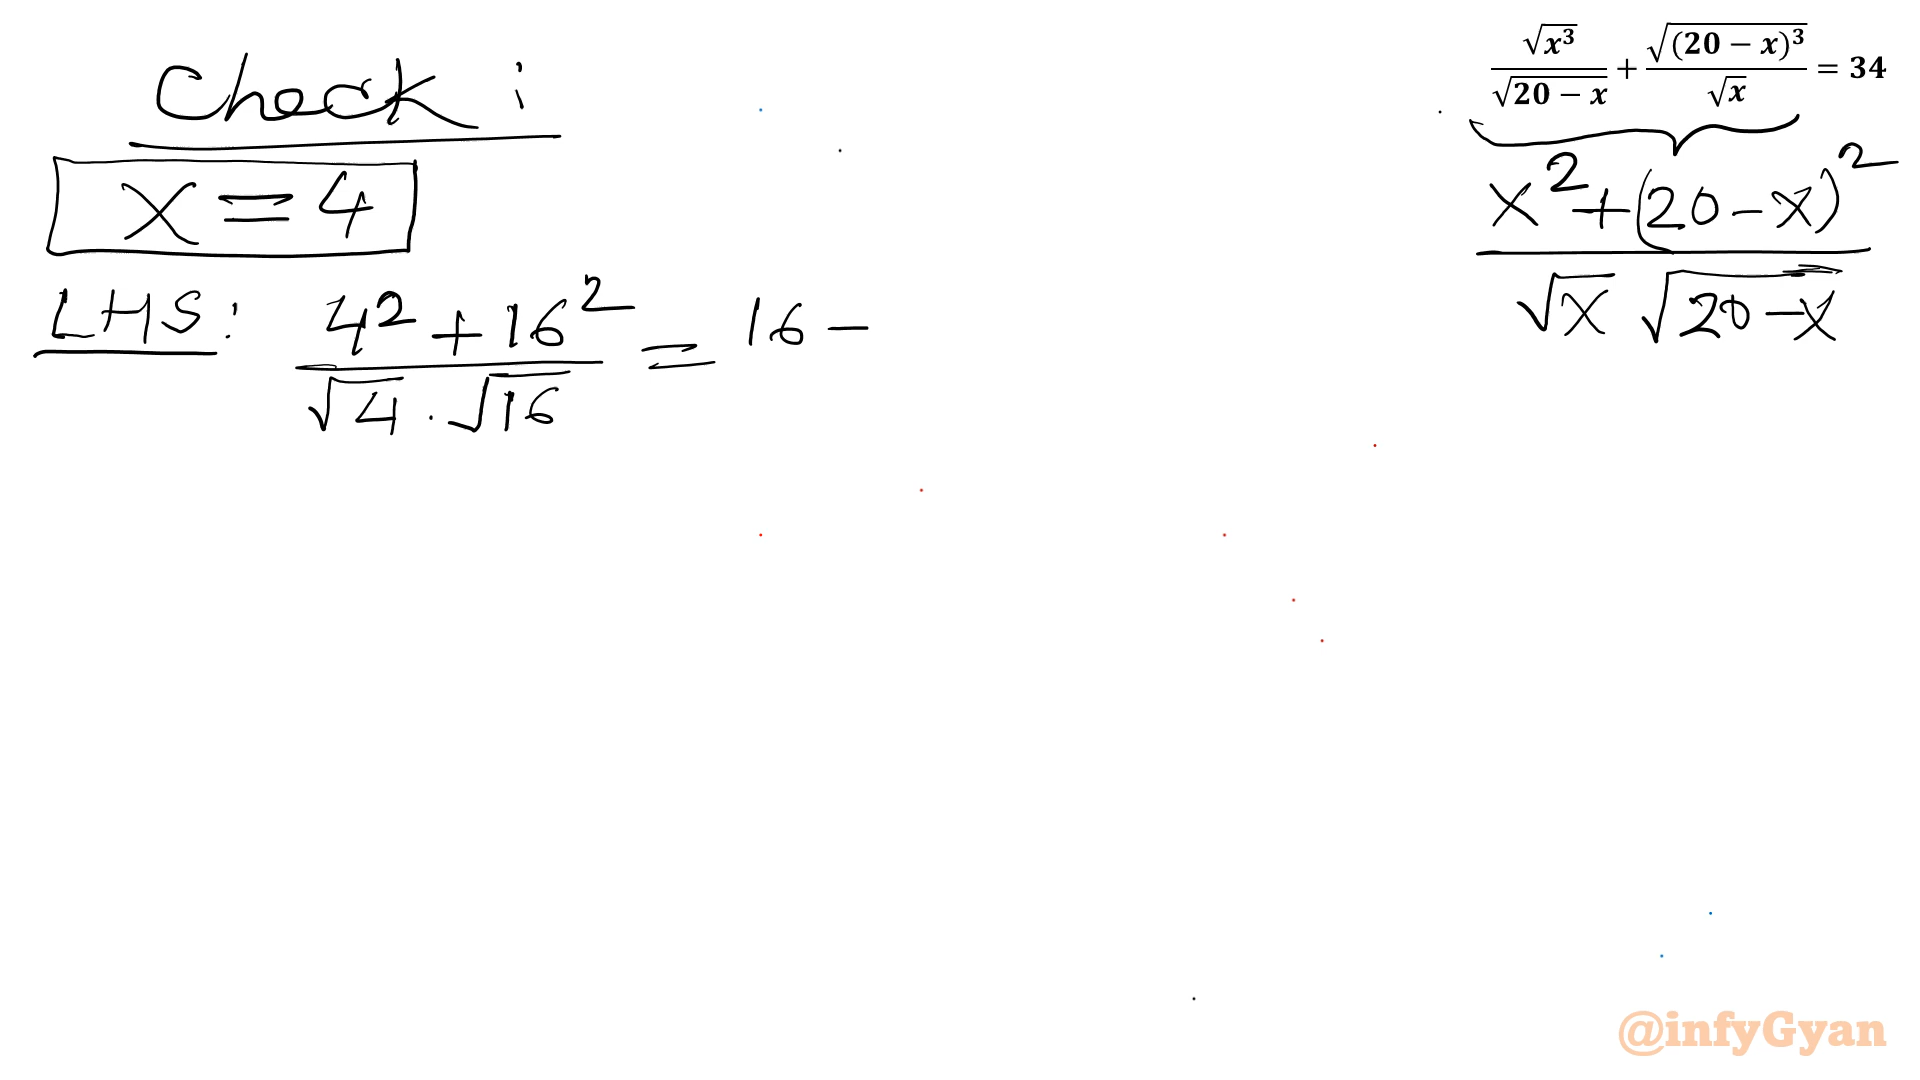 Check :
x = 4
LHS : (4² + 16²)/(√4 · √16) = 16 −
√x³/√(20 − x) + √(20 − x)³/√x = 34
(x² + (20 − x)²)/(√x √(20 − x))
@infyGyan